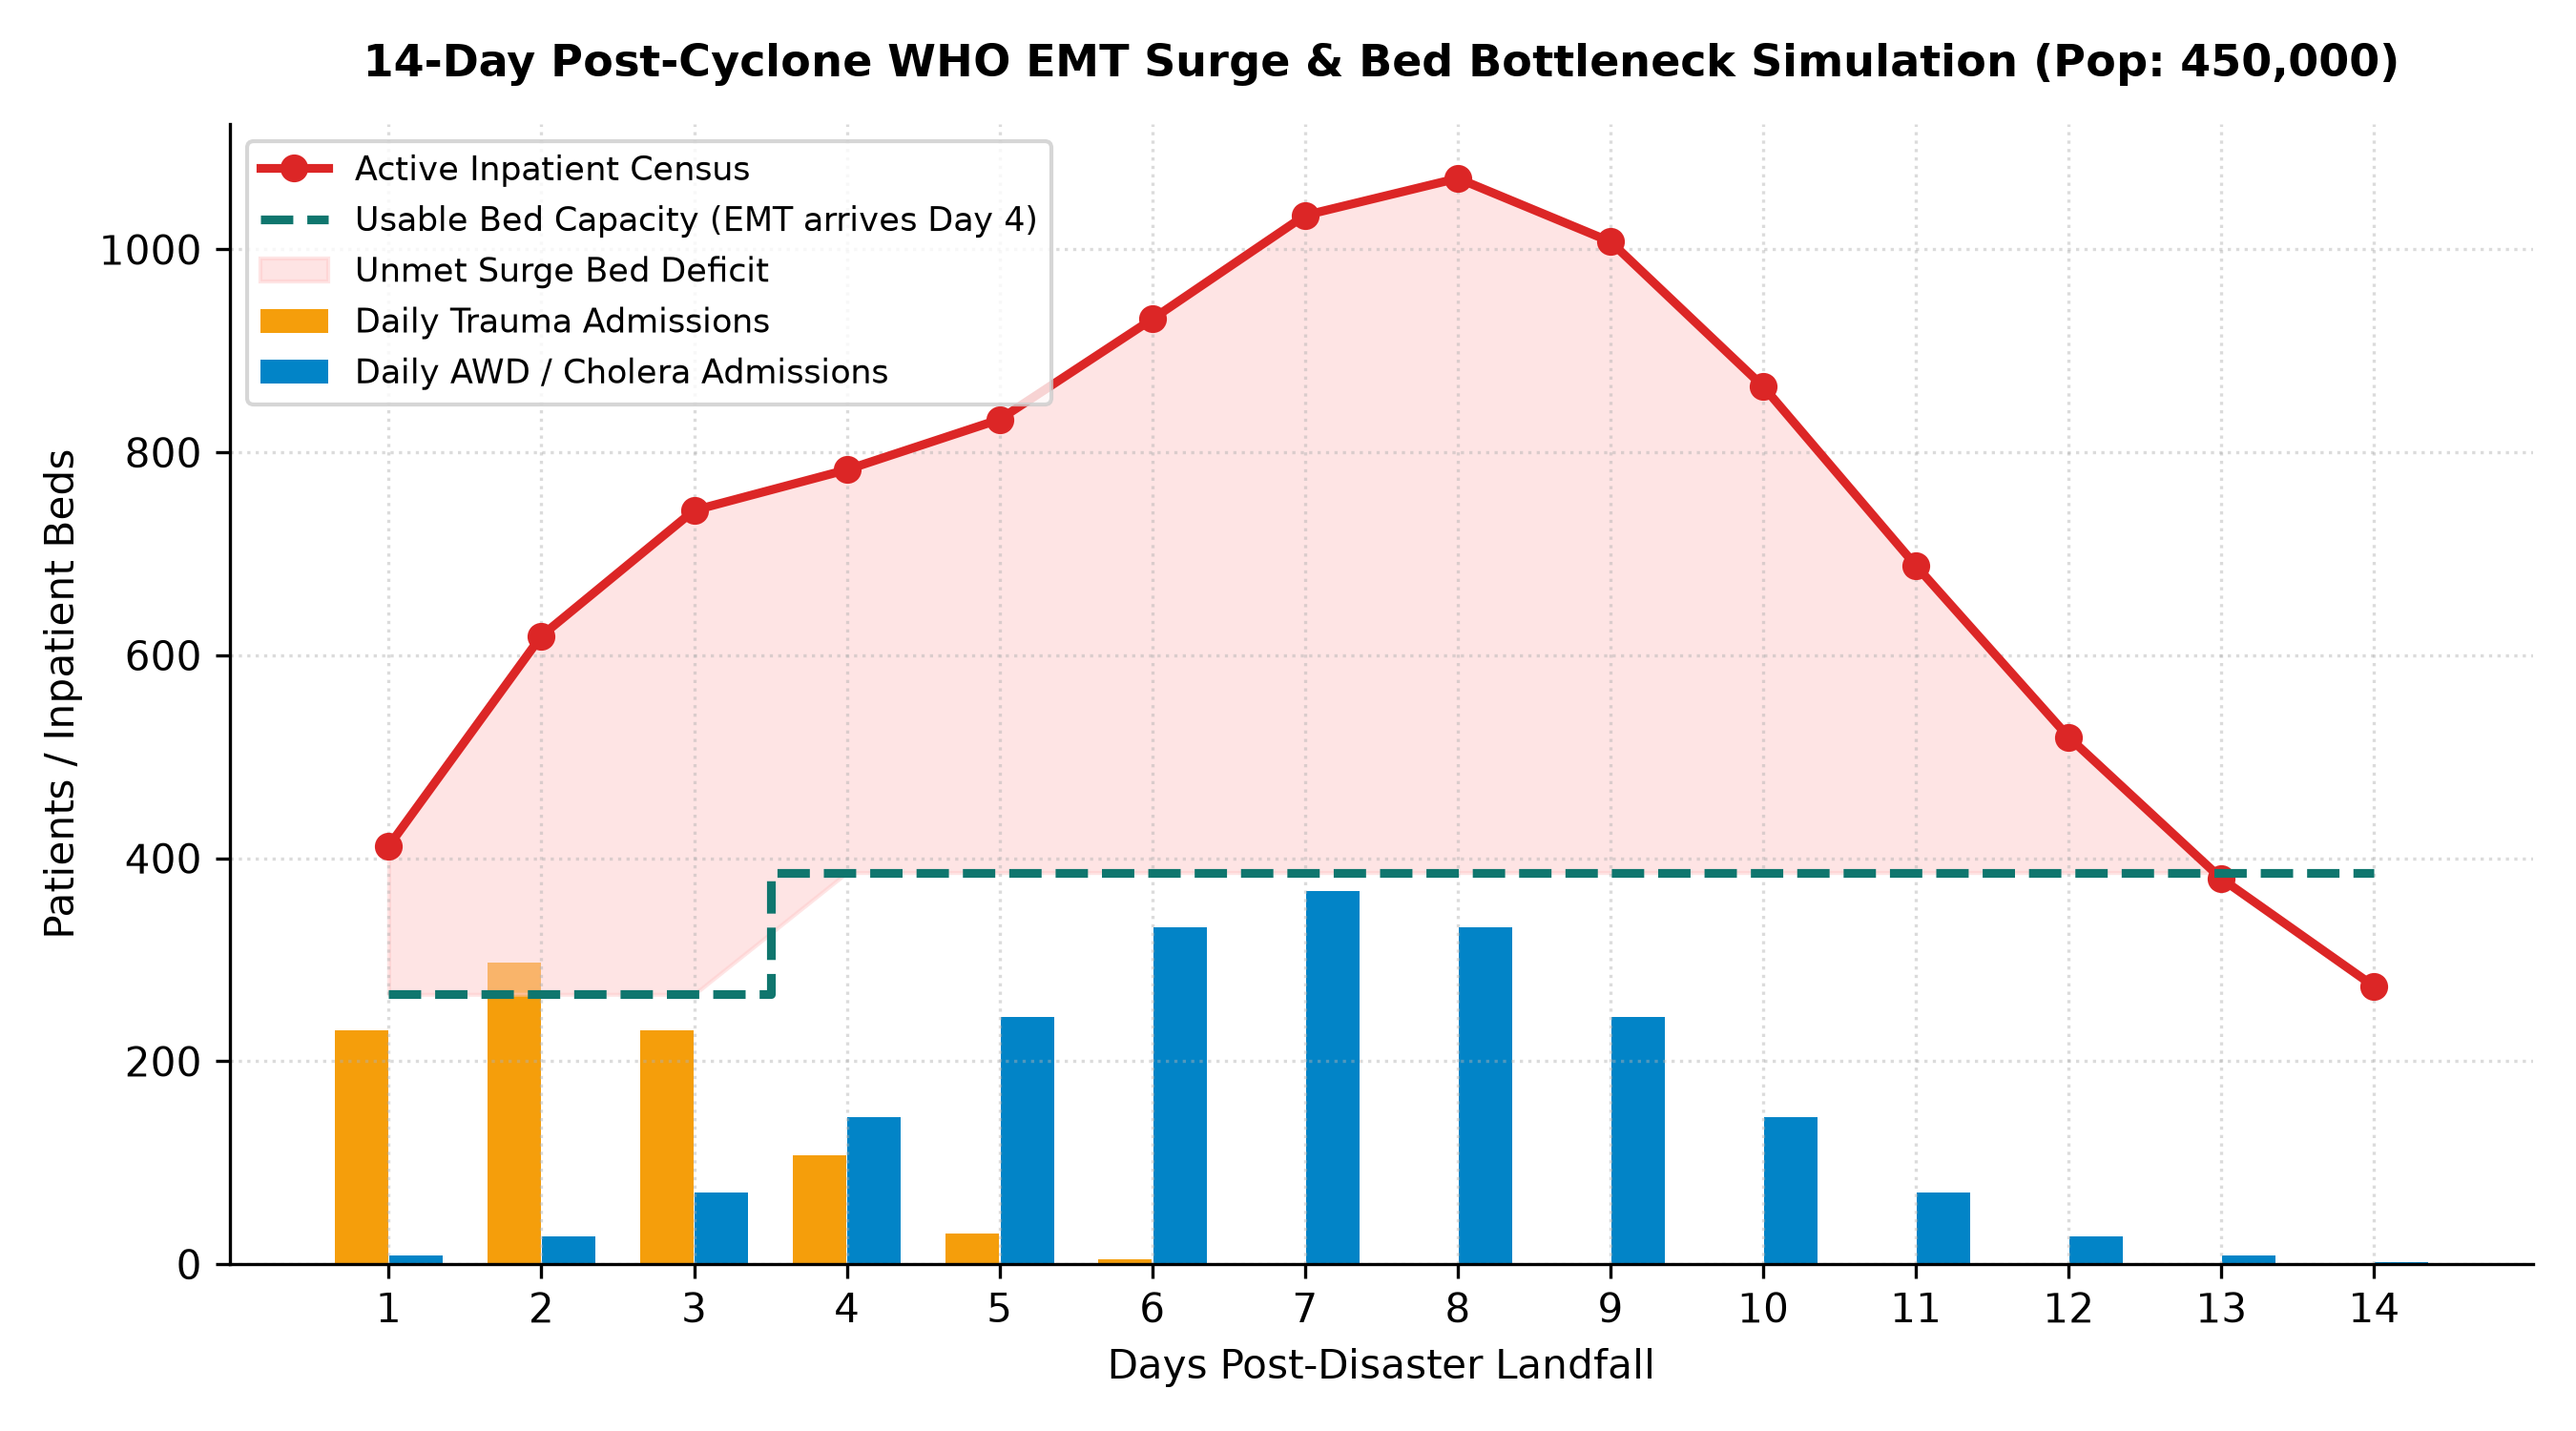 14-Day Post-Cyclone WHO EMT Surge & Bed Bottleneck Simulation (Pop: 450,000)
Active Inpatient Census
Usable Bed Capacity (EMT arrives Day 4)
Unmet Surge Bed Deficit
Daily Trauma Admissions
Daily AWD / Cholera Admissions
Patients / Inpatient Beds
1000
800
600
400
200
0
1 2 3 4 5 6 7 8 9 10 11 12 13 14
Days Post-Disaster Landfall